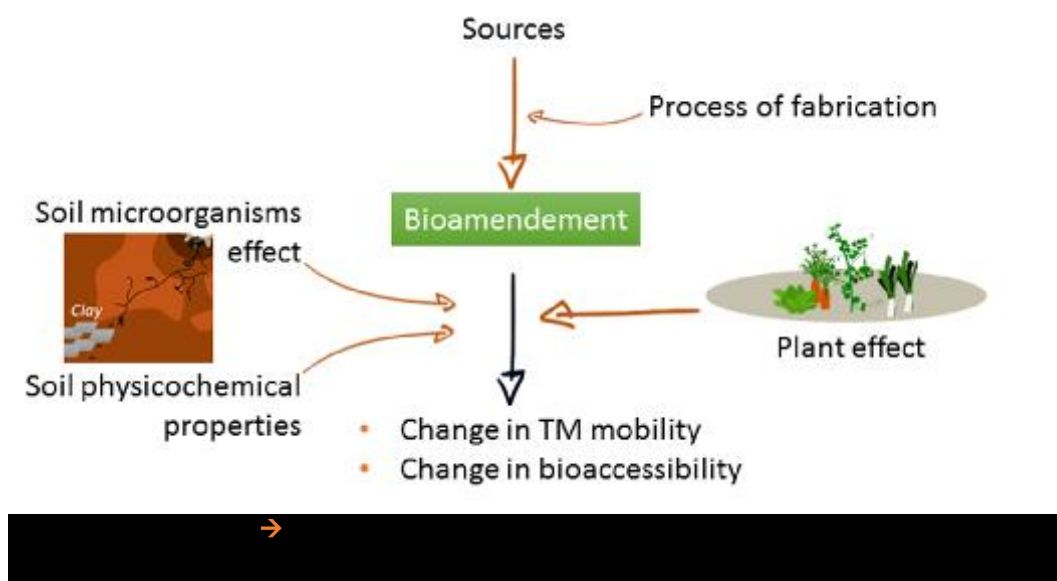 Sources
Process of fabrication
Bioamendement
Soil microorganisms
effect
Clay
Soil physicochemical
properties
Plant effect
• Change in TM mobility
• Change in bioaccessibility
→